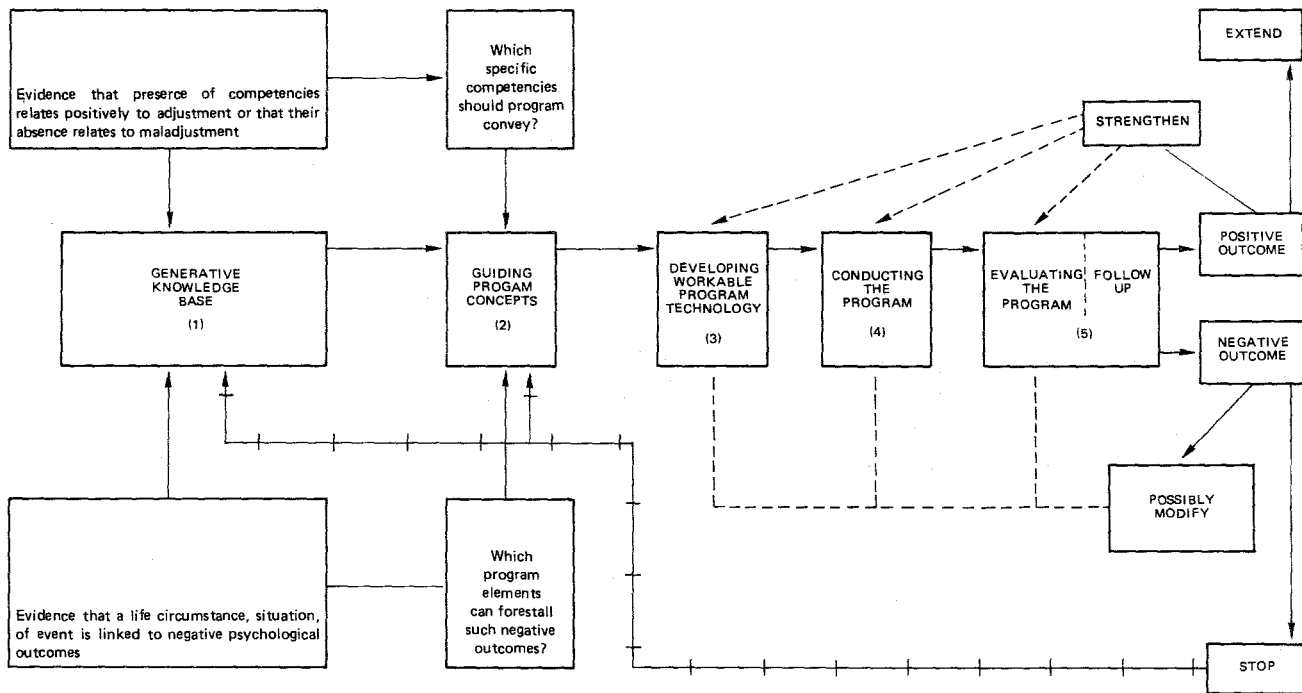 EXTEND
Evidence that preserce of competencies
relates positively to adjustment or that their
absence relates to maladjustment
Which
specific
competencies
should program
convey?
STRENGTHEN
GENERATIVE
KNOWLEDGE
BASE
(1)
GUIDING
PROGAM
CONCEPTS
(2)
DEVELOPING
WORKABLE
PROGRAM
TECHNOLOGY
(3)
CONDUCTING
THE
PROGRAM
(4)
EVALUATING
THE
PROGRAM
FOLLOW
UP
(5)
POSITIVE
OUTCOME
NEGATIVE
OUTCOME
POSSIBLY
MODIFY
Evidence that a life circumstance, situation,
of event is linked to negative psychological
outcomes
Which
program
elements
can forestall
such negative
outcomes?
STOP